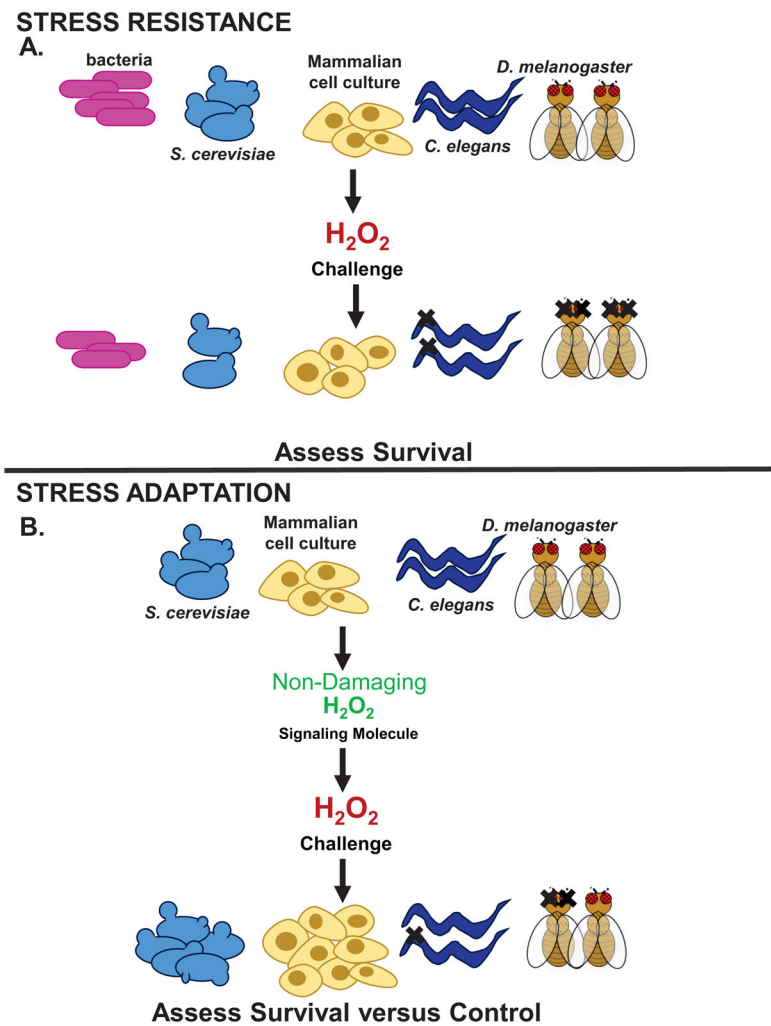 STRESS RESISTANCE
A.
bacteria
S. cerevisiae
Mammalian
cell culture
C. elegans
D. melanogaster
H₂O₂
Challenge
Assess Survival
STRESS ADAPTATION
B.
S. cerevisiae
Mammalian
cell culture
C. elegans
D. melanogaster
Non-Damaging
H₂O₂
Signaling Molecule
H₂O₂
Challenge
Assess Survival versus Control